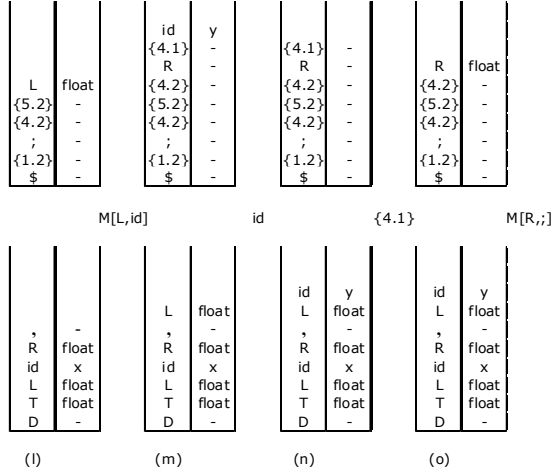 id y
{4.1} - {4.1} -
R - R - R float
L float {4.2} - {4.2} - {4.2} -
{5.2} - {5.2} - {5.2} - {5.2} -
{4.2} - {4.2} - {4.2} - {4.2} -
; - ; - ; - ; -
{1.2} - {1.2} - {1.2} - {1.2} -
$ - $ - $ - $ -
M[L,id] id {4.1} M[R,;]
id y id y
L float L float L float
, - , - , - , -
R float R float R float R float
id x id x id x id x
L float L float L float L float
T float T float T float T float
D - D - D - D -
(l) (m) (n) (o)